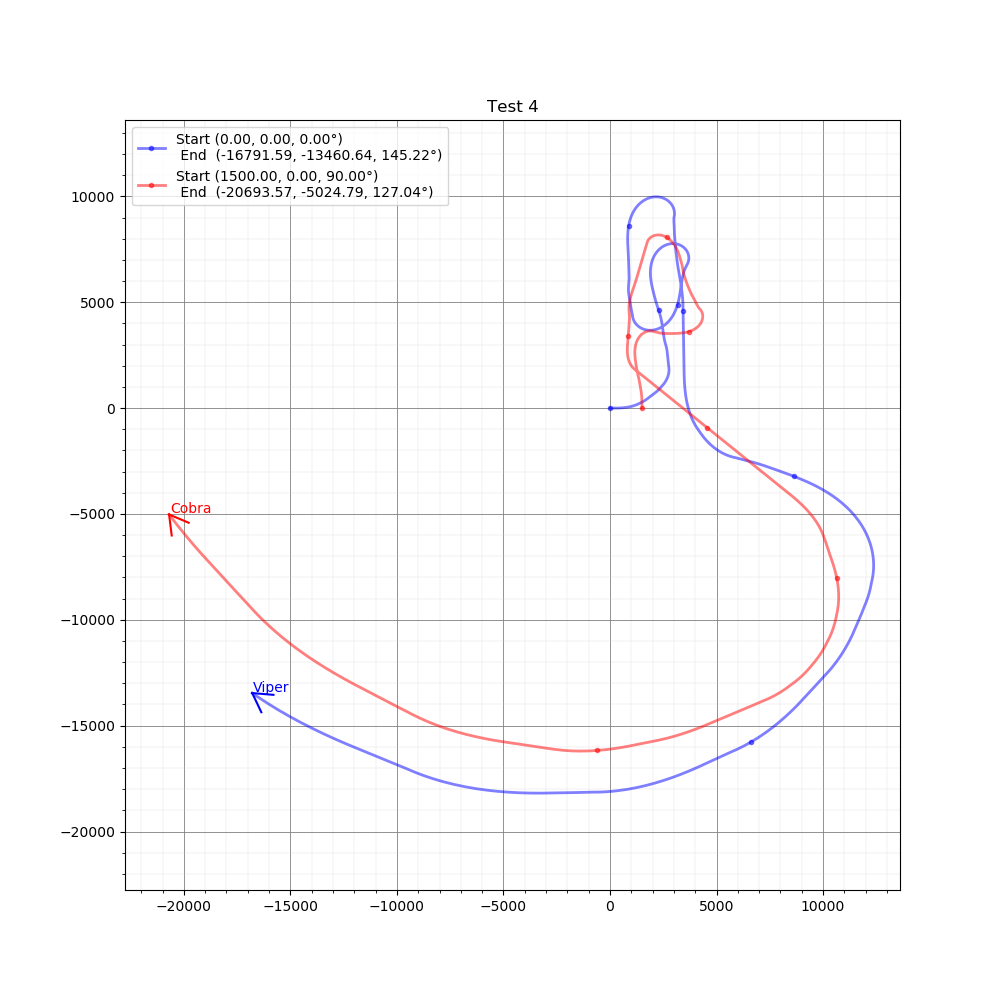 Test 4
Start (0.00, 0.00, 0.00°)
End (-16791.59, -13460.64, 145.22°)
Start (1500.00, 0.00, 90.00°)
End (-20693.57, -5024.79, 127.04°)
10000
5000
0
−5000
−10000
−15000
−20000
Cobra
Viper
−20000 −15000 −10000 −5000 0 5000 10000